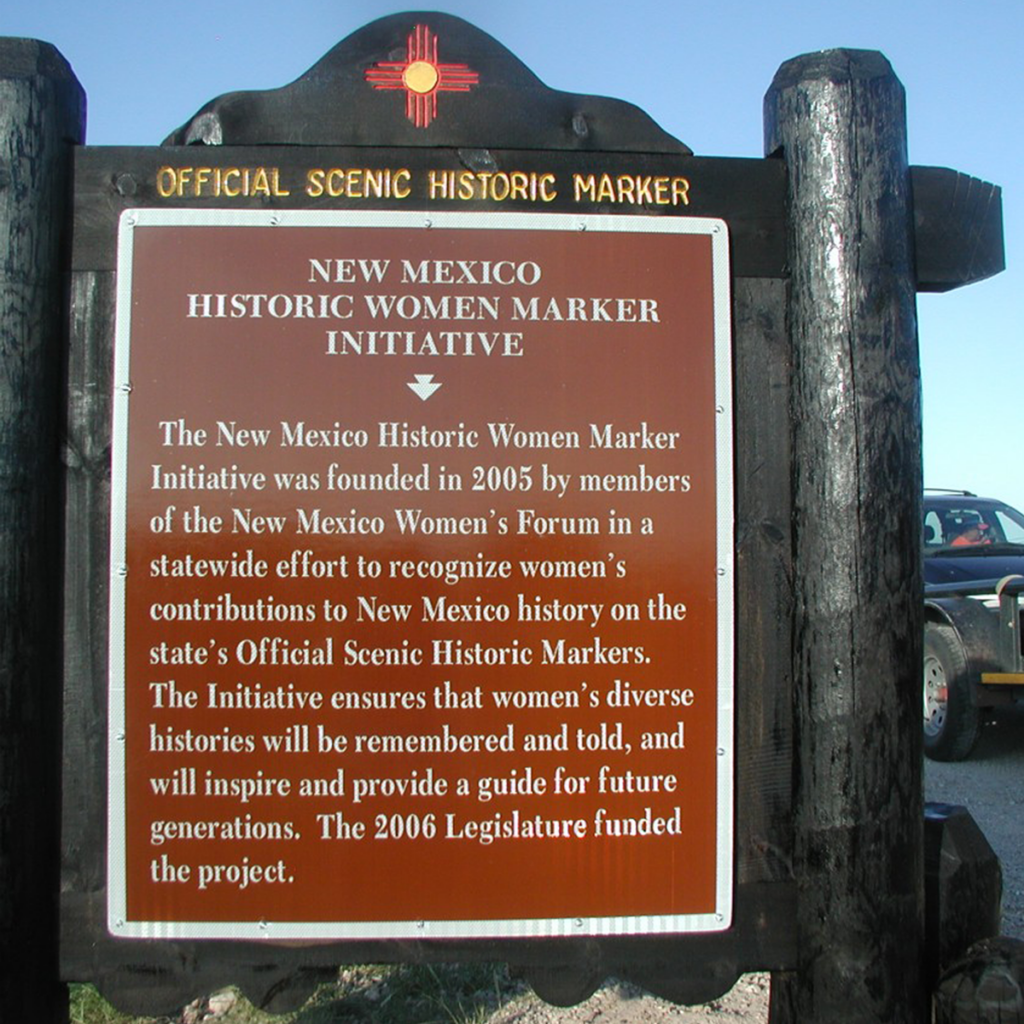 OFFICIAL SCENIC HISTORIC MARKER
NEW MEXICO
HISTORIC WOMEN MARKER
INITIATIVE
The New Mexico Historic Women Marker
Initiative was founded in 2005 by members
of the New Mexico Women's Forum in a
statewide effort to recognize women's
contributions to New Mexico history on the
state's Official Scenic Historic Markers.
The Initiative ensures that women's diverse
histories will be remembered and told, and
will inspire and provide a guide for future
generations. The 2006 Legislature funded
the project.